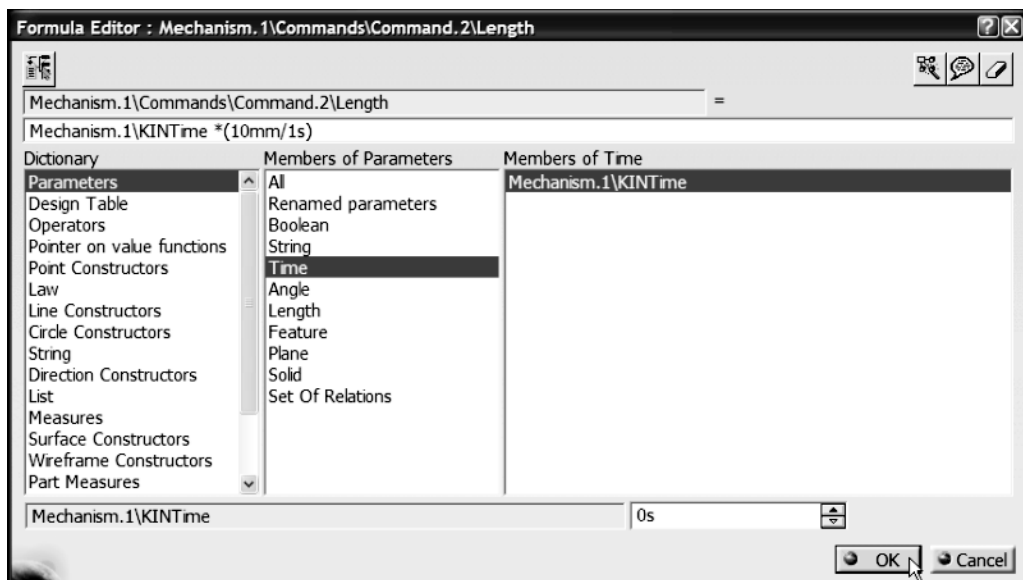 Formula Editor : Mechanism.1\Commands\Command.2\Length
Mechanism.1\Commands\Command.2\Length =
Mechanism.1\KINTime *(10mm/1s)
Dictionary
Parameters
Design Table
Operators
Pointer on value functions
Point Constructors
Law
Line Constructors
Circle Constructors
String
Direction Constructors
List
Measures
Surface Constructors
Wireframe Constructors
Part Measures
Members of Parameters
All
Renamed parameters
Boolean
String
Time
Angle
Length
Feature
Plane
Solid
Set Of Relations
Members of Time
Mechanism.1\KINTime
Mechanism.1\KINTime
0s
OK
Cancel